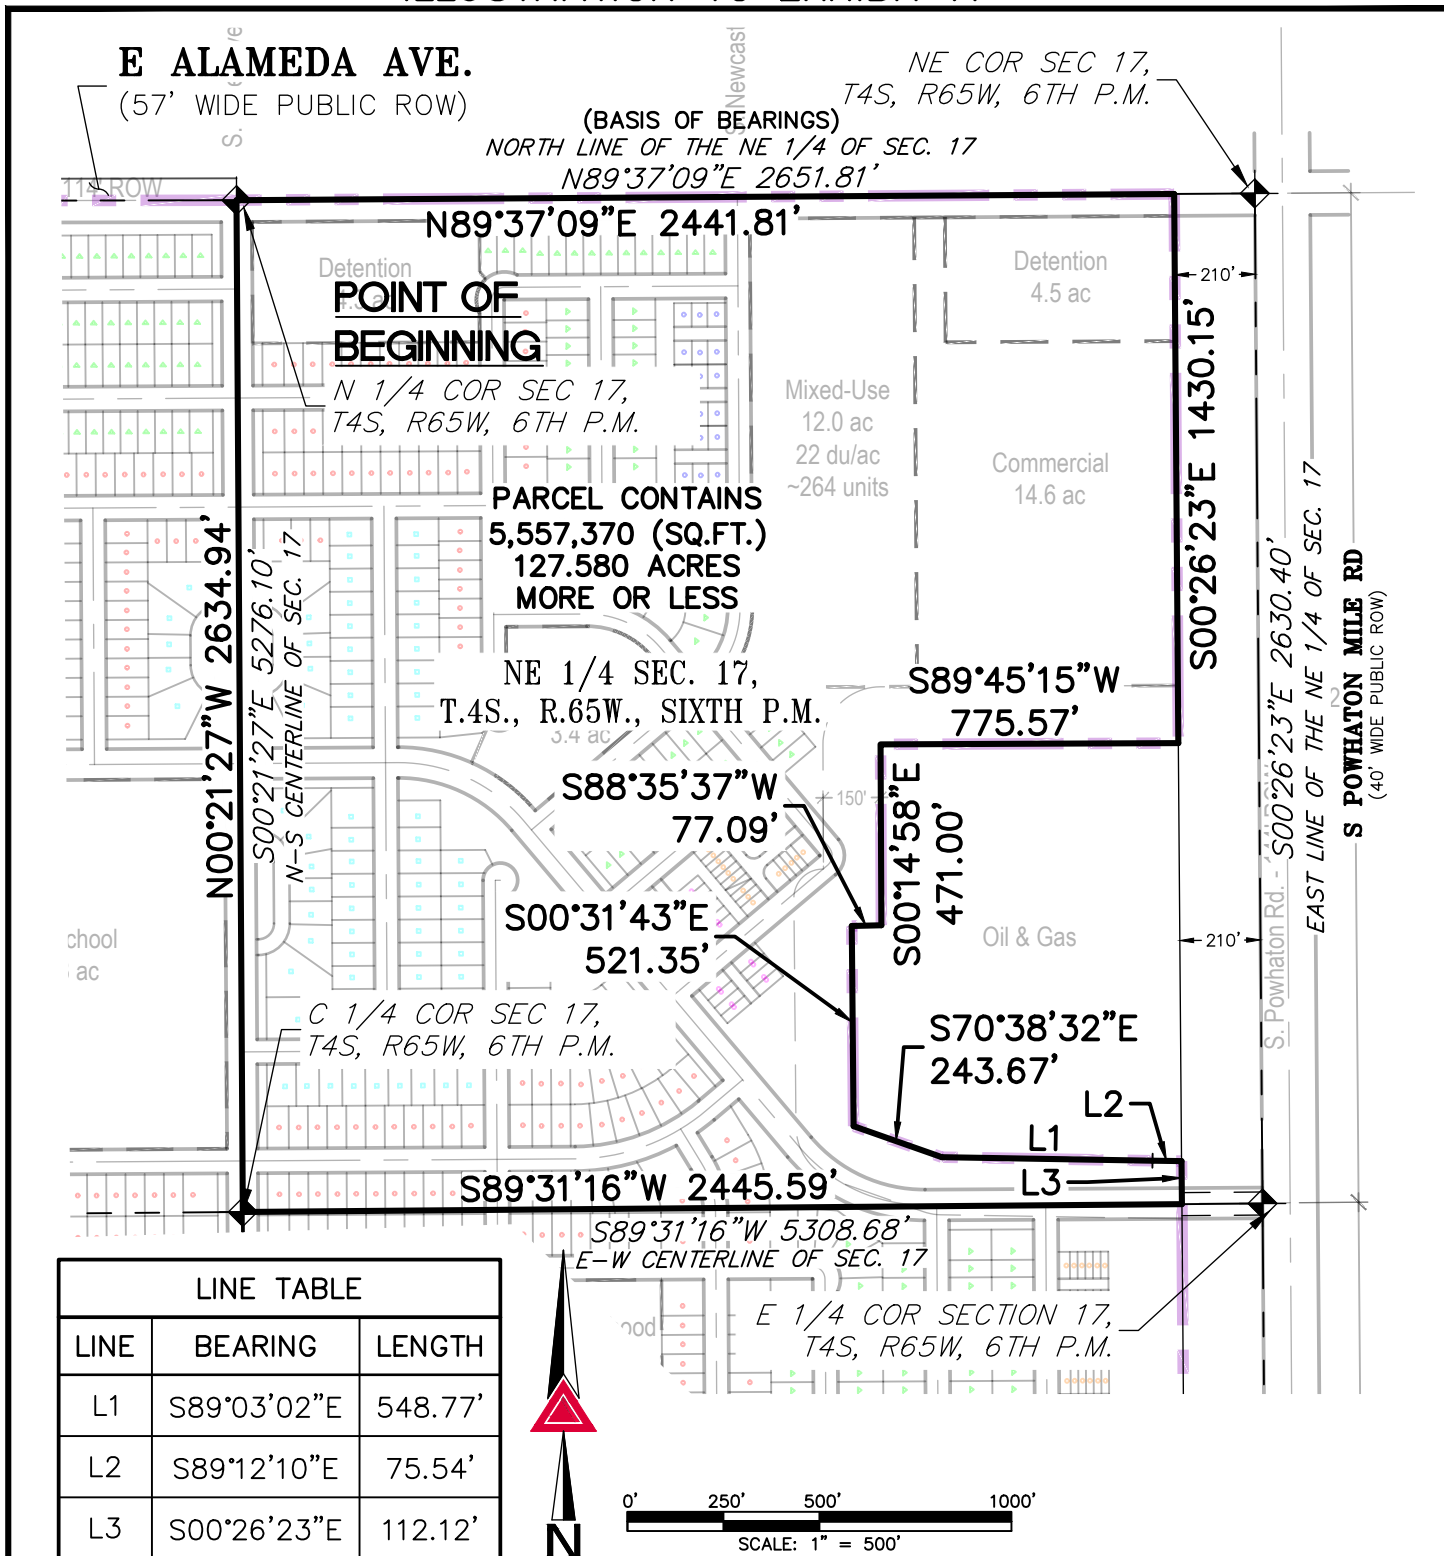 E ALAMEDA AVE.
(57' WIDE PUBLIC ROW)
NE COR SEC 17,
T4S, R65W, 6TH P.M.
S. Newcast
(BASIS OF BEARINGS)
NORTH LINE OF THE NE 1/4 OF SEC. 17
N89°37'09"E 2651.81'
114' ROW
N89°37'09"E 2441.81'
Detention
POINT OF
BEGINNING
N 1/4 COR SEC 17,
T4S, R65W, 6TH P.M.
Detention
4.5 ac
210'
Mixed-Use
12.0 ac
22 du/ac
~264 units
Commercial
14.6 ac
S00°26'23"E 1430.15'
PARCEL CONTAINS
5,557,370 (SQ.FT.)
127.580 ACRES
MORE OR LESS
N00°21'27"W 2634.94'
S00°21'27"E 5276.10'
N-S CENTERLINE OF SEC. 17
NE 1/4 SEC. 17,
T.4S., R.65W., SIXTH P.M.
3.4 ac
S89°45'15"W
775.57'
S00°26'23"E 2630.40'
EAST LINE OF THE NE 1/4 OF SEC. 17
S POWHATON MILE RD
(40' WIDE PUBLIC ROW)
S88°35'37"W
77.09'
150'
S00°14'58"E
471.00'
S00°31'43"E
521.35'
Oil & Gas
210'
S. Powhaton Rd. -
chool
ac
C 1/4 COR SEC 17,
T4S, R65W, 6TH P.M.
S70°38'32"E
243.67'
L2
L1
L3
S89°31'16"W 2445.59'
S89°31'16"W 5308.68'
E-W CENTERLINE OF SEC. 17
E 1/4 COR SECTION 17,
T4S, R65W, 6TH P.M.
ood
LINE TABLE
LINE BEARING LENGTH
L1 S89°03'02"E 548.77'
L2 S89°12'10"E 75.54'
L3 S00°26'23"E 112.12'
N
0' 250' 500' 1000'
SCALE: 1" = 500'